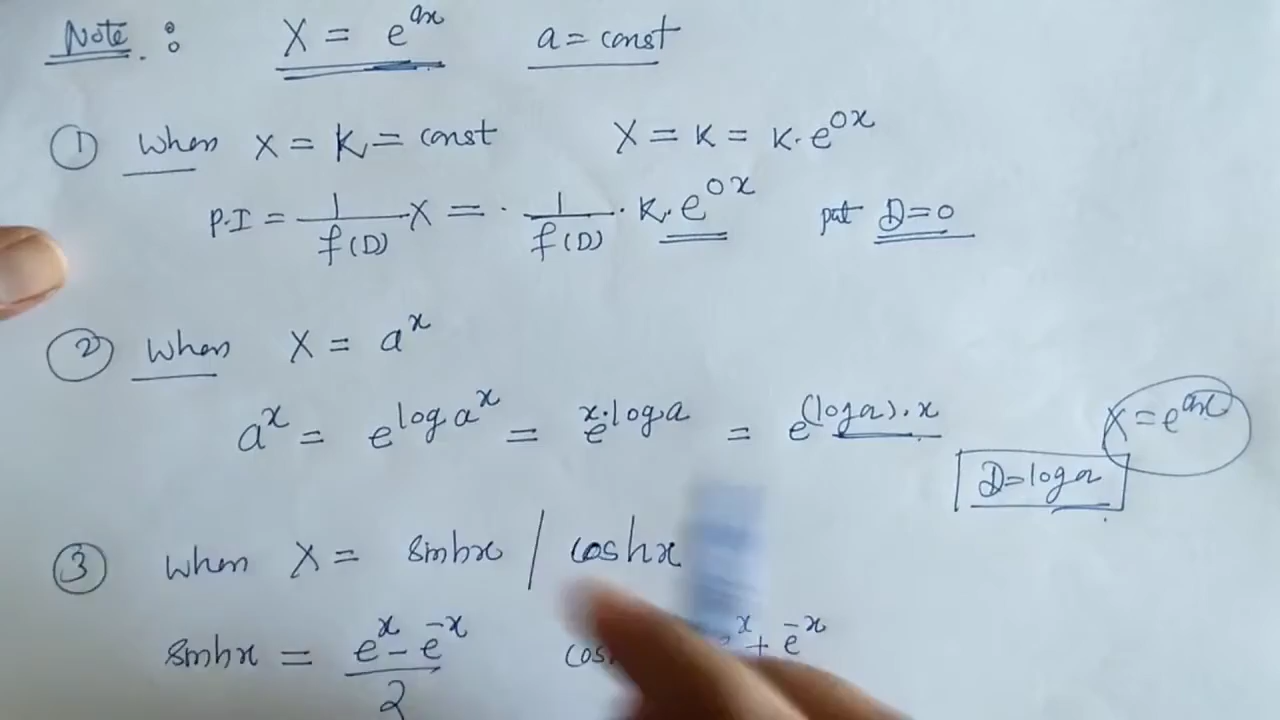 Note : X = e^{ax} a = const
① When X = K = const X = K = K·e^{0x}
P.I = 1/f(D) X = · 1/f(D) · K·e^{0x} put D=0
② When X = a^x
a^x = e^{log a^x} = e^{x·log a} = e^{(log a)·x} X = e^{ax}
D = log a
③ When X = sinhx / coshx
sinhx = (e^x - e^{-x})/2 cos x + e^{-x}